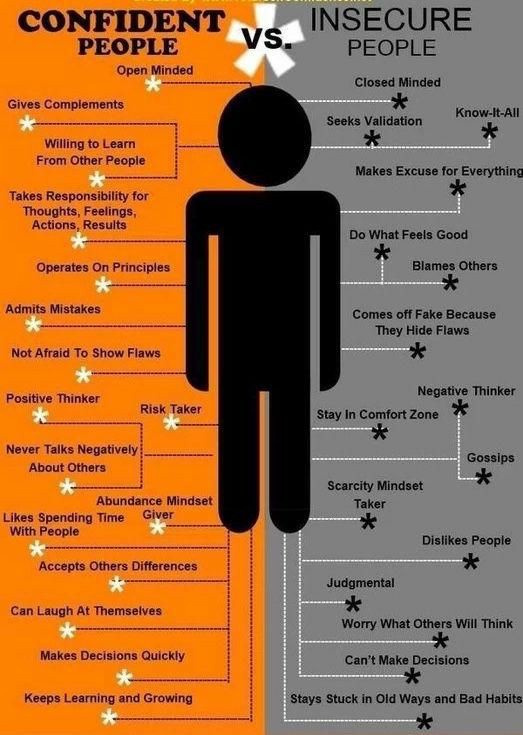 CONFIDENT
PEOPLE
vs.
INSECURE
PEOPLE
Open Minded
Gives Complements
Willing to Learn
From Other People
Takes Responsibility for
Thoughts, Feelings,
Actions, Results
Operates On Principles
Admits Mistakes
Not Afraid To Show Flaws
Positive Thinker
Risk Taker
Never Talks Negatively
About Others
Abundance Mindset
Giver
Likes Spending Time
With People
Accepts Others Differences
Can Laugh At Themselves
Makes Decisions Quickly
Keeps Learning and Growing
Closed Minded
Seeks Validation
Know-It-All
Makes Excuse for Everything
Do What Feels Good
Blames Others
Comes off Fake Because
They Hide Flaws
Negative Thinker
Stay In Comfort Zone
Gossips
Scarcity Mindset
Taker
Dislikes People
Judgmental
Worry What Others Will Think
Can't Make Decisions
Stays Stuck in Old Ways and Bad Habits